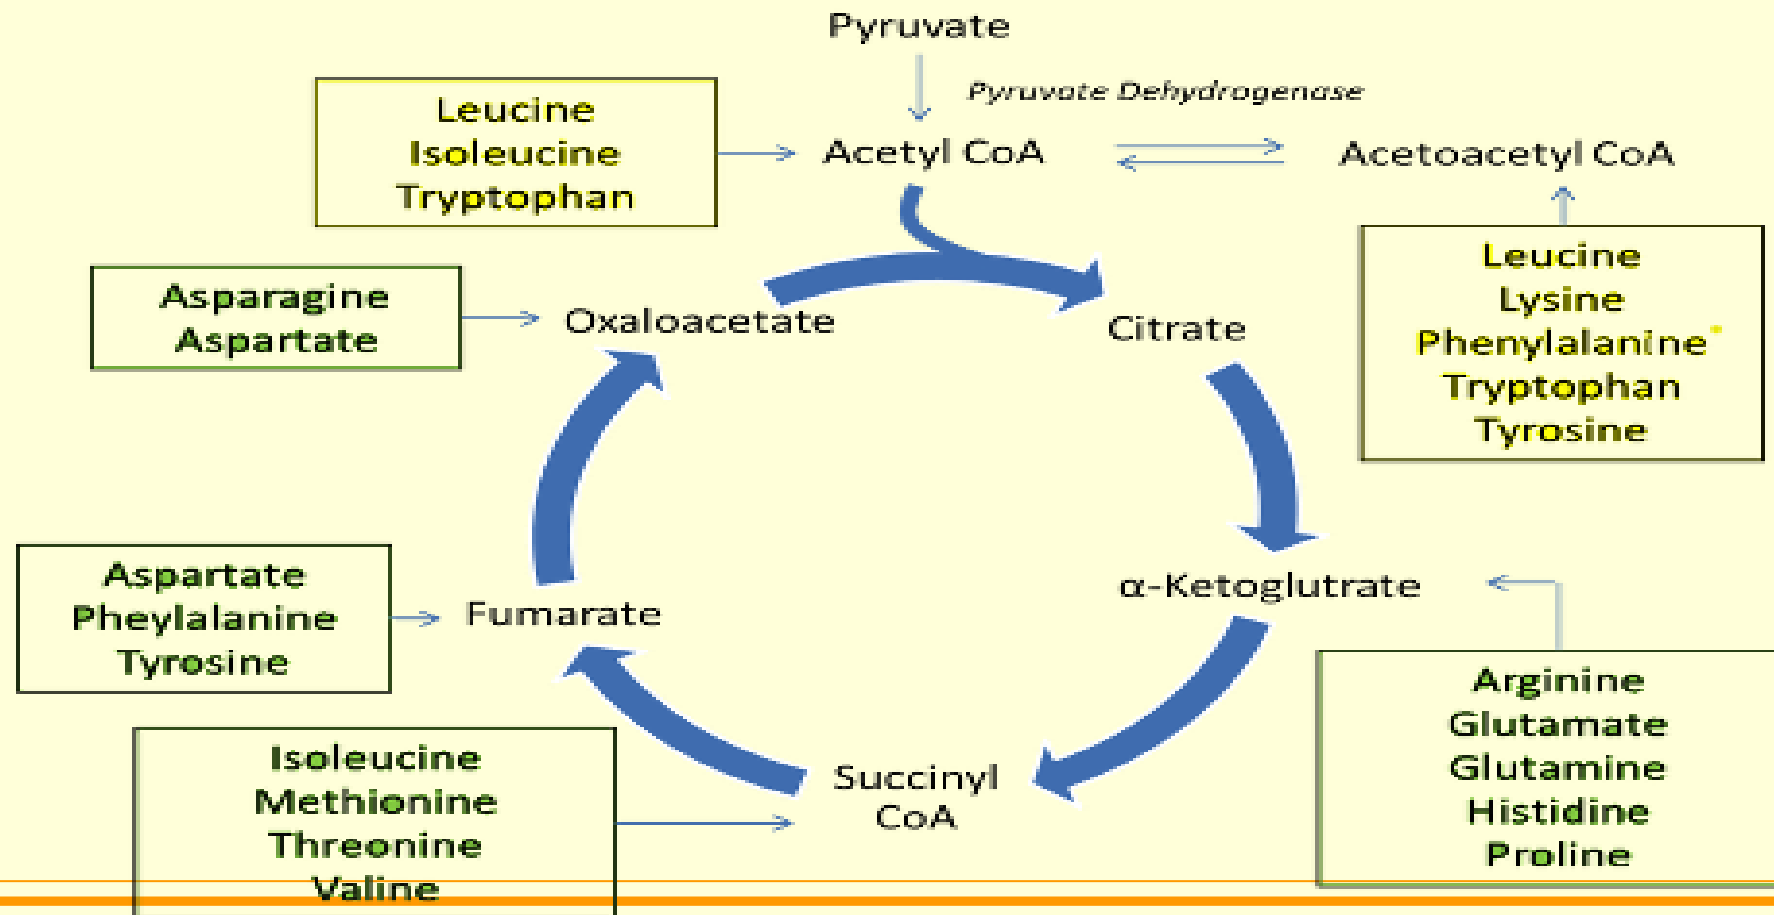 Pyruvate
Pyruvate Dehydrogenase
Leucine
Isoleucine
Tryptophan
Acetyl CoA
Acetoacetyl CoA
Leucine
Lysine
Phenylalanine*
Tryptophan
Tyrosine
Asparagine
Aspartate
Oxaloacetate
Citrate
Aspartate
Pheylalanine
Tyrosine
Fumarate
α-Ketoglutrate
Arginine
Glutamate
Glutamine
Histidine
Proline
Isoleucine
Methionine
Threonine
Valine
Succinyl
CoA